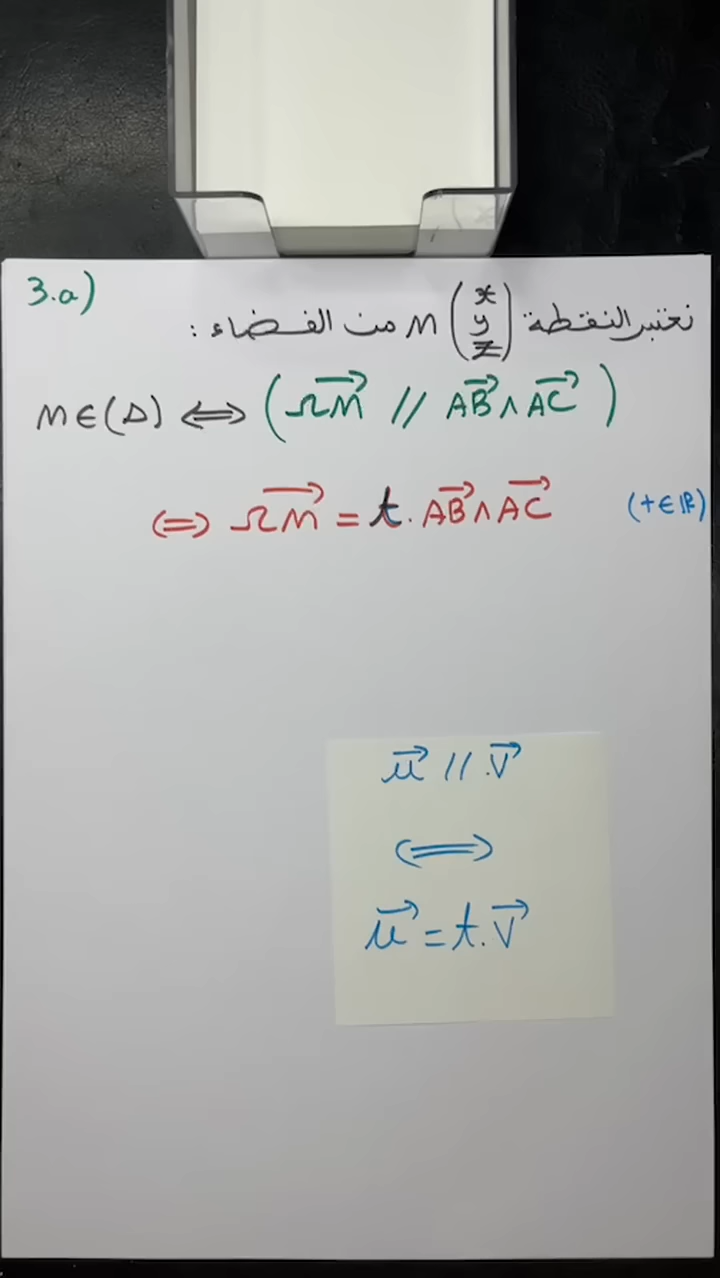 3.a)
نعتبر النقطة M (x y z) من الفضاء :
M∈(Δ) ⟺ (ΩM⃗ // AB⃗ ∧ AC⃗)
⟺ ΩM⃗ = t. AB⃗ ∧ AC⃗ (t∈ℝ)
u⃗ // .v⃗
⟺
u⃗ = t.v⃗